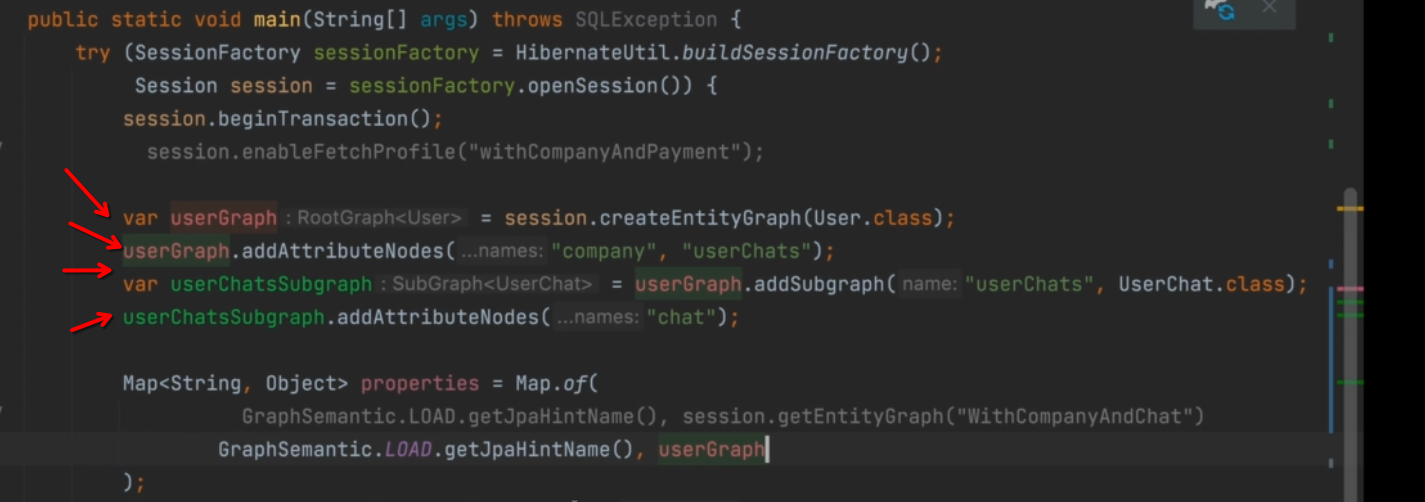 public static void main(String[] args) throws SQLException {
try (SessionFactory sessionFactory = HibernateUtil.buildSessionFactory();
Session session = sessionFactory.openSession()) {
session.beginTransaction();
session.enableFetchProfile("withCompanyAndPayment");
var userGraph : RootGraph<User> = session.createEntityGraph(User.class);
userGraph.addAttributeNodes( ...names: "company", "userChats");
var userChatsSubgraph : SubGraph<UserChat> = userGraph.addSubgraph( name: "userChats", UserChat.class);
userChatsSubgraph.addAttributeNodes( ...names: "chat");
Map<String, Object> properties = Map.of(
GraphSemantic.LOAD.getJpaHintName(), session.getEntityGraph("WithCompanyAndChat")
GraphSemantic.LOAD.getJpaHintName(), userGraph
);